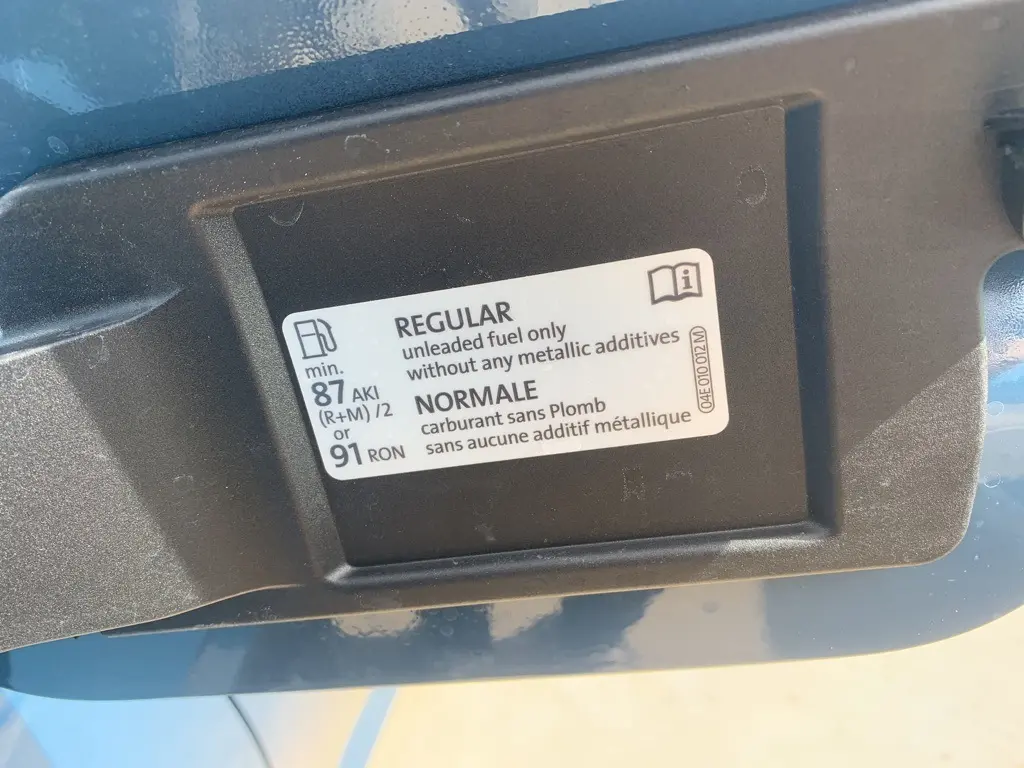 min.
87 AKI
(R+M) /2
or
91 RON
REGULAR
unleaded fuel only
without any metallic additives
NORMALE
carburant sans Plomb
sans aucune additif métallique
i
04E 010 012 M